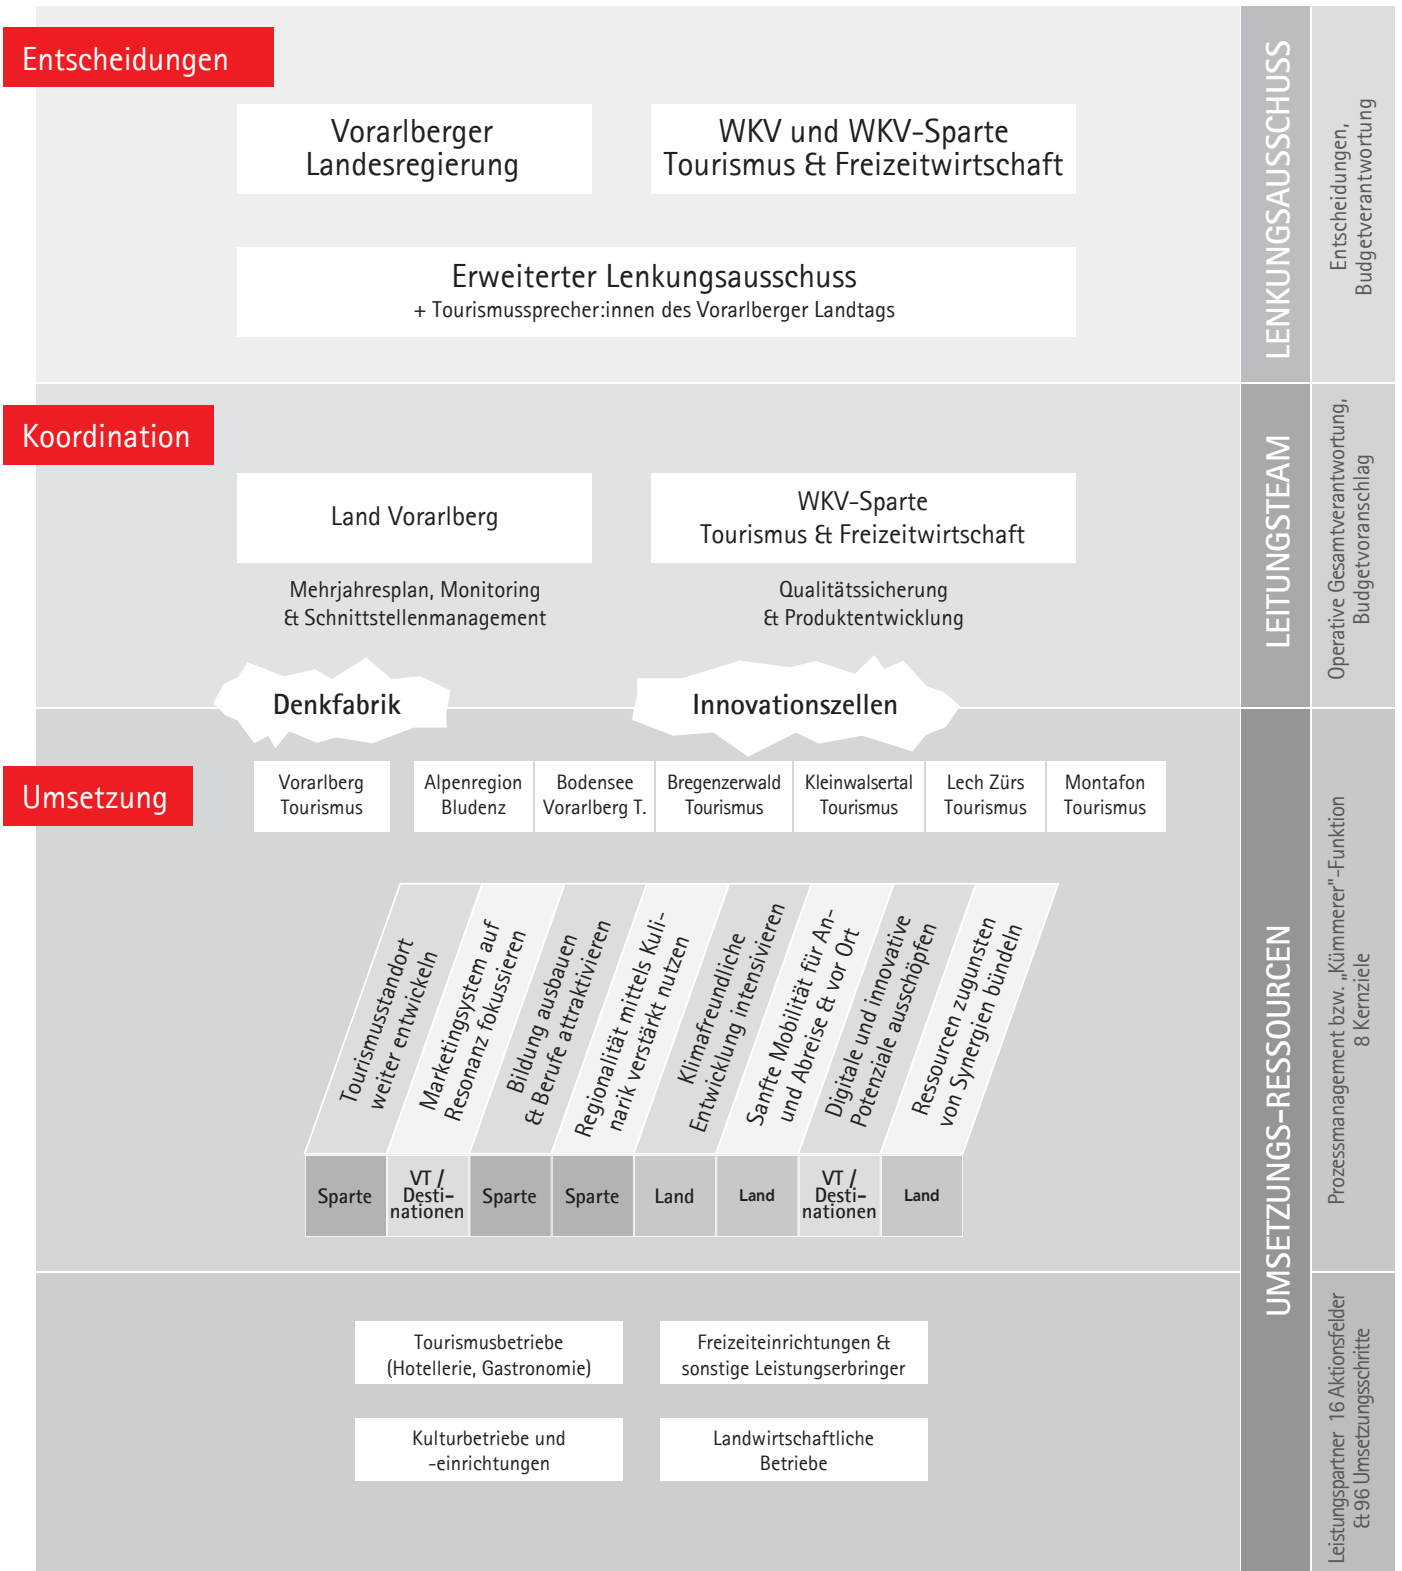 Entscheidungen
Vorarlberger
Landesregierung
WKV und WKV-Sparte
Tourismus & Freizeitwirtschaft
Erweiterter Lenkungsausschuss
+ Tourismussprecher:innen des Vorarlberger Landtags
LENKUNGSAUSSCHUSS
Entscheidungen,
Budgetverantwortung
Koordination
Land Vorarlberg
WKV-Sparte
Tourismus & Freizeitwirtschaft
Mehrjahresplan, Monitoring
& Schnittstellenmanagement
Qualitätssicherung
& Produktentwicklung
LEITUNGSTEAM
Operative Gesamtverantwortung,
Budgetvoranschlag
Denkfabrik
Innovationszellen
Umsetzung
Vorarlberg
Tourismus
Alpenregion
Bludenz
Bodensee
Vorarlberg T.
Bregenzerwald
Tourismus
Kleinwalsertal
Tourismus
Lech Zürs
Tourismus
Montafon
Tourismus
Tourismusstandort
weiter entwickeln
Marketingsystem auf
Resonanz fokussieren
Bildung ausbauen
& Berufe attraktivieren
Regionalität mittels Kuli-
narik verstärkt nutzen
Klimafreundliche
Entwicklung intensivieren
Sanfte Mobilität für An-
und Abreise & vor Ort
Digitale und innovative
Potenziale ausschöpfen
Ressourcen zugunsten
von Synergien bündeln
Sparte
VT /
Desti-
nationen
Sparte
Sparte
Land
Land
VT /
Desti-
nationen
Land
UMSETZUNGS-RESSOURCEN
Prozessmanagement bzw. „Kümmerer"-Funktion
8 Kernziele
Tourismusbetriebe
(Hotellerie, Gastronomie)
Freizeiteinrichtungen &
sonstige Leistungserbringer
Kulturbetriebe und
-einrichtungen
Landwirtschaftliche
Betriebe
Leistungspartner 16 Aktionsfelder
& 96 Umsetzungsschritte